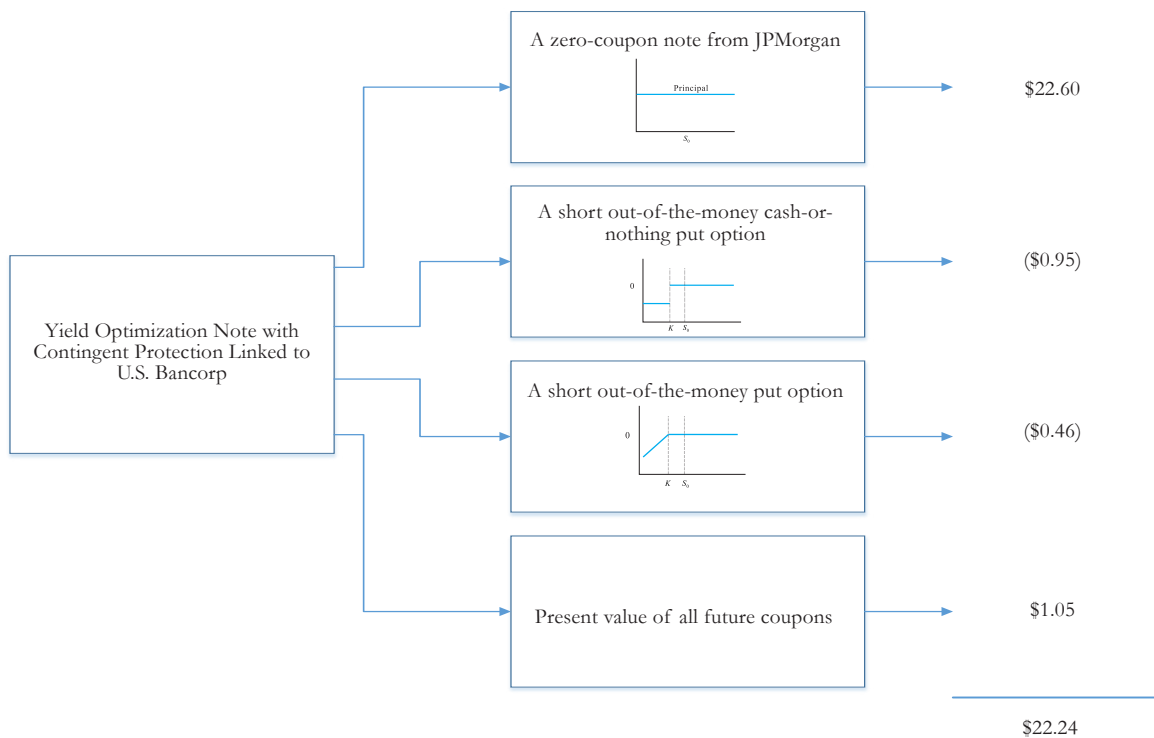 A zero-coupon note from JPMorgan
Principal
S₀
$22.60
A short out-of-the-money cash-or-
nothing put option
0
K S₀
($0.95)
Yield Optimization Note with
Contingent Protection Linked to
U.S. Bancorp
A short out-of-the-money put option
0
K S₀
($0.46)
Present value of all future coupons
$1.05
$22.24